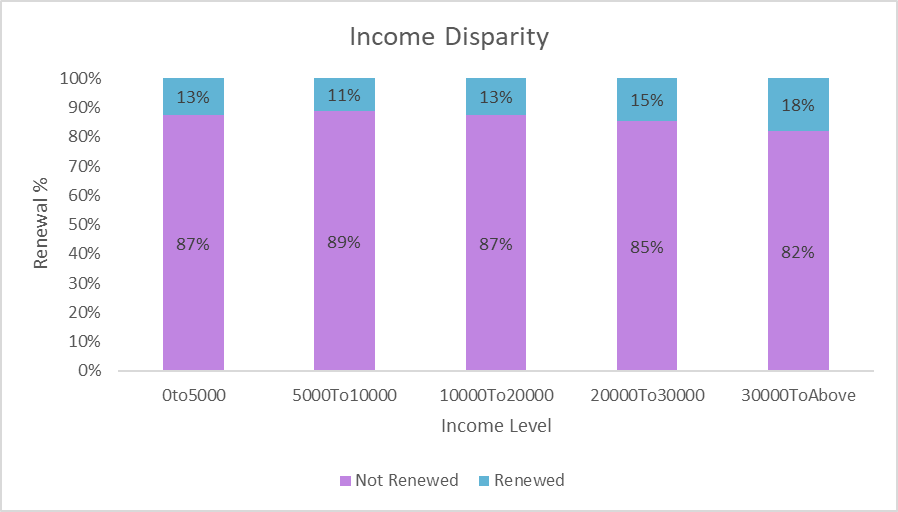 Income Disparity
100%
90%
80%
70%
60%
50%
40%
30%
20%
10%
0%
Renewal %
13%
11%
13%
15%
18%
87%
89%
87%
85%
82%
0to5000
5000To10000
10000To20000
20000To30000
30000ToAbove
Income Level
Not Renewed
Renewed